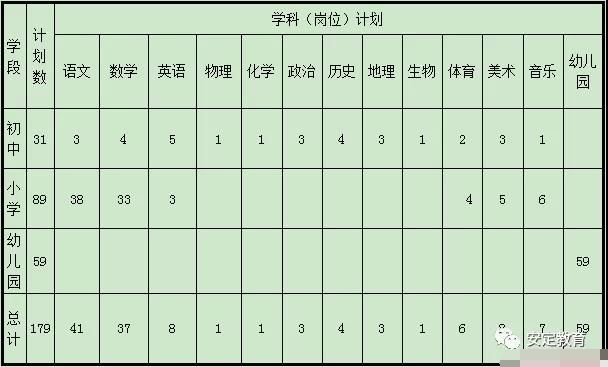 学段 计划数 学科（岗位）计划
语文 数学 英语 物理 化学 政治 历史 地理 生物 体育 美术 音乐 幼儿园
初中 31 3 4 5 1 1 3 4 3 1 2 3 1
小学 89 38 33 3 4 5 6
幼儿园 59 59
总计 179 41 37 8 1 1 3 4 3 1 6 7 59
安定教育